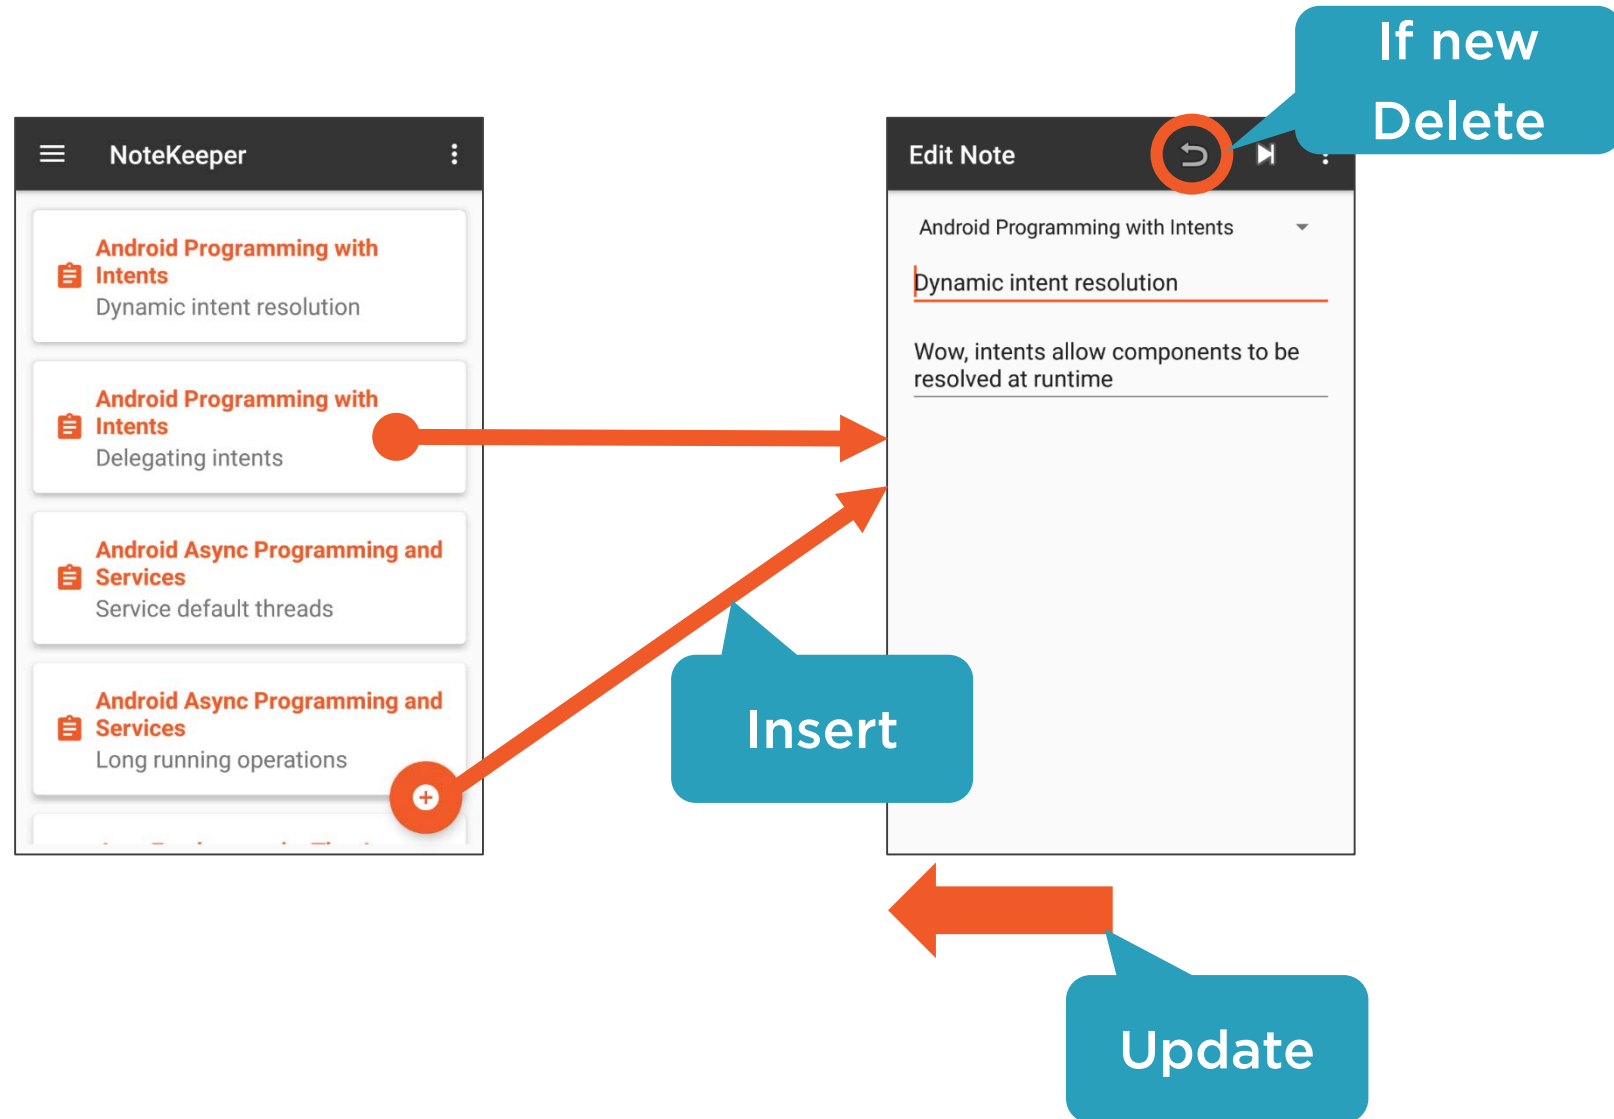 If new
Delete
NoteKeeper
Android Programming with
Intents
Dynamic intent resolution
Android Programming with
Intents
Delegating intents
Android Async Programming and
Services
Service default threads
Android Async Programming and
Services
Long running operations
Edit Note
Android Programming with Intents
Dynamic intent resolution
Wow, intents allow components to be
resolved at runtime
Insert
Update